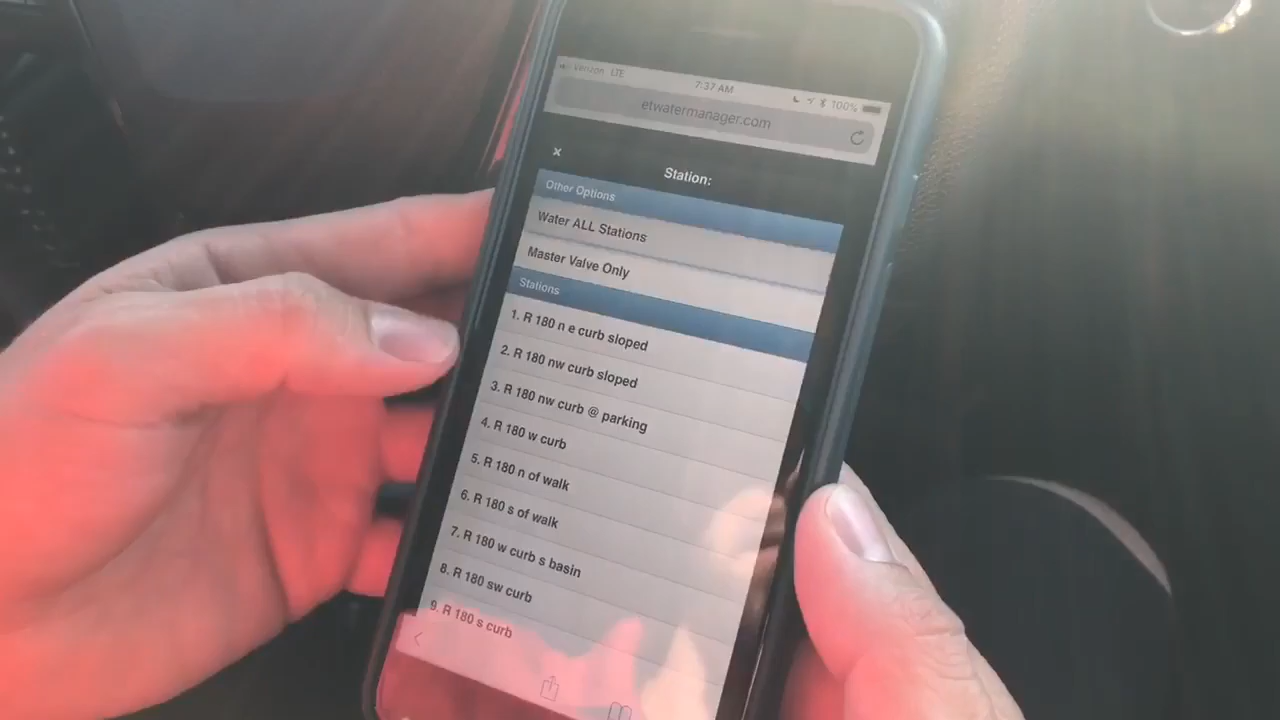 verizon LTE 7:37 AM 100%
etwatermanager.com
×
Station:
Other Options
Water ALL Stations
Master Valve Only
Stations
1. R 180 n e curb sloped
2. R 180 nw curb sloped
3. R 180 nw curb @ parking
4. R 180 w curb
5. R 180 n of walk
6. R 180 s of walk
7. R 180 w curb s basin
8. R 180 sw curb
9. R 180 s curb